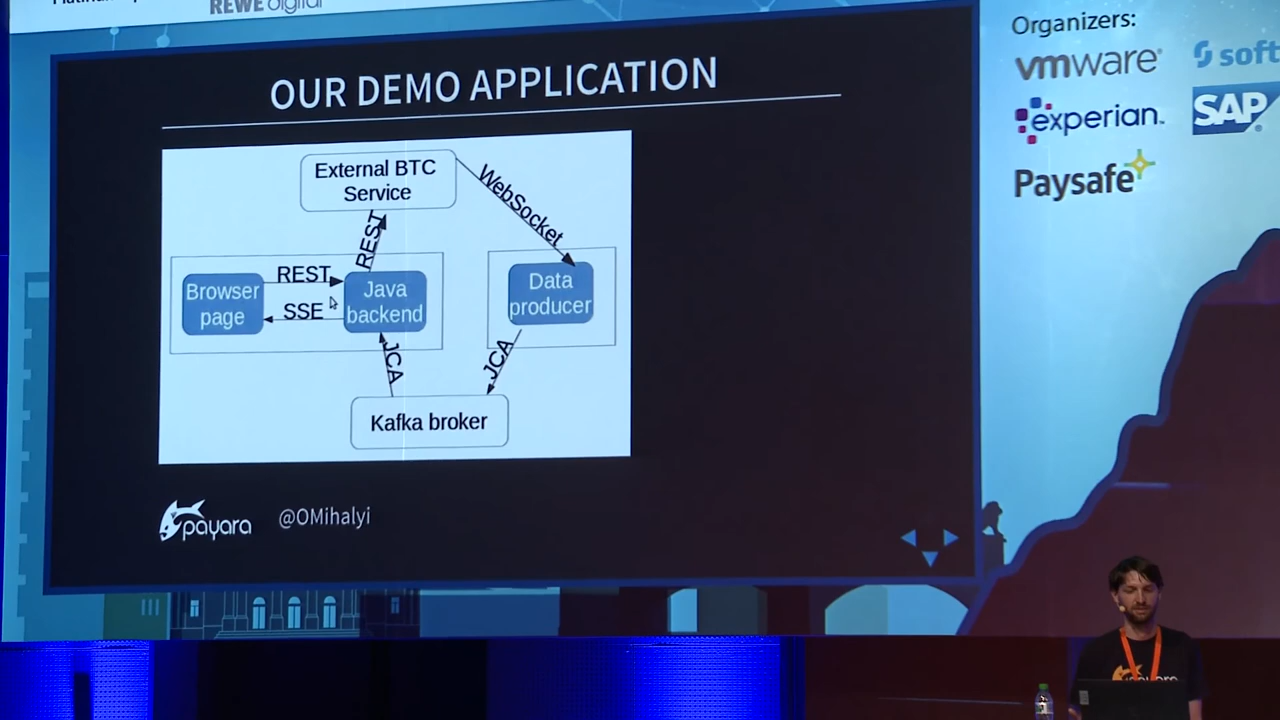 REWE digital
Organizers:
vmware
soft
experian.
SAP
Paysafe
OUR DEMO APPLICATION
External BTC
Service
WebSocket
REST
REST
SSE
Browser
page
Java
backend
Data
producer
JCA
JCA
Kafka broker
payara
@OMihalyi